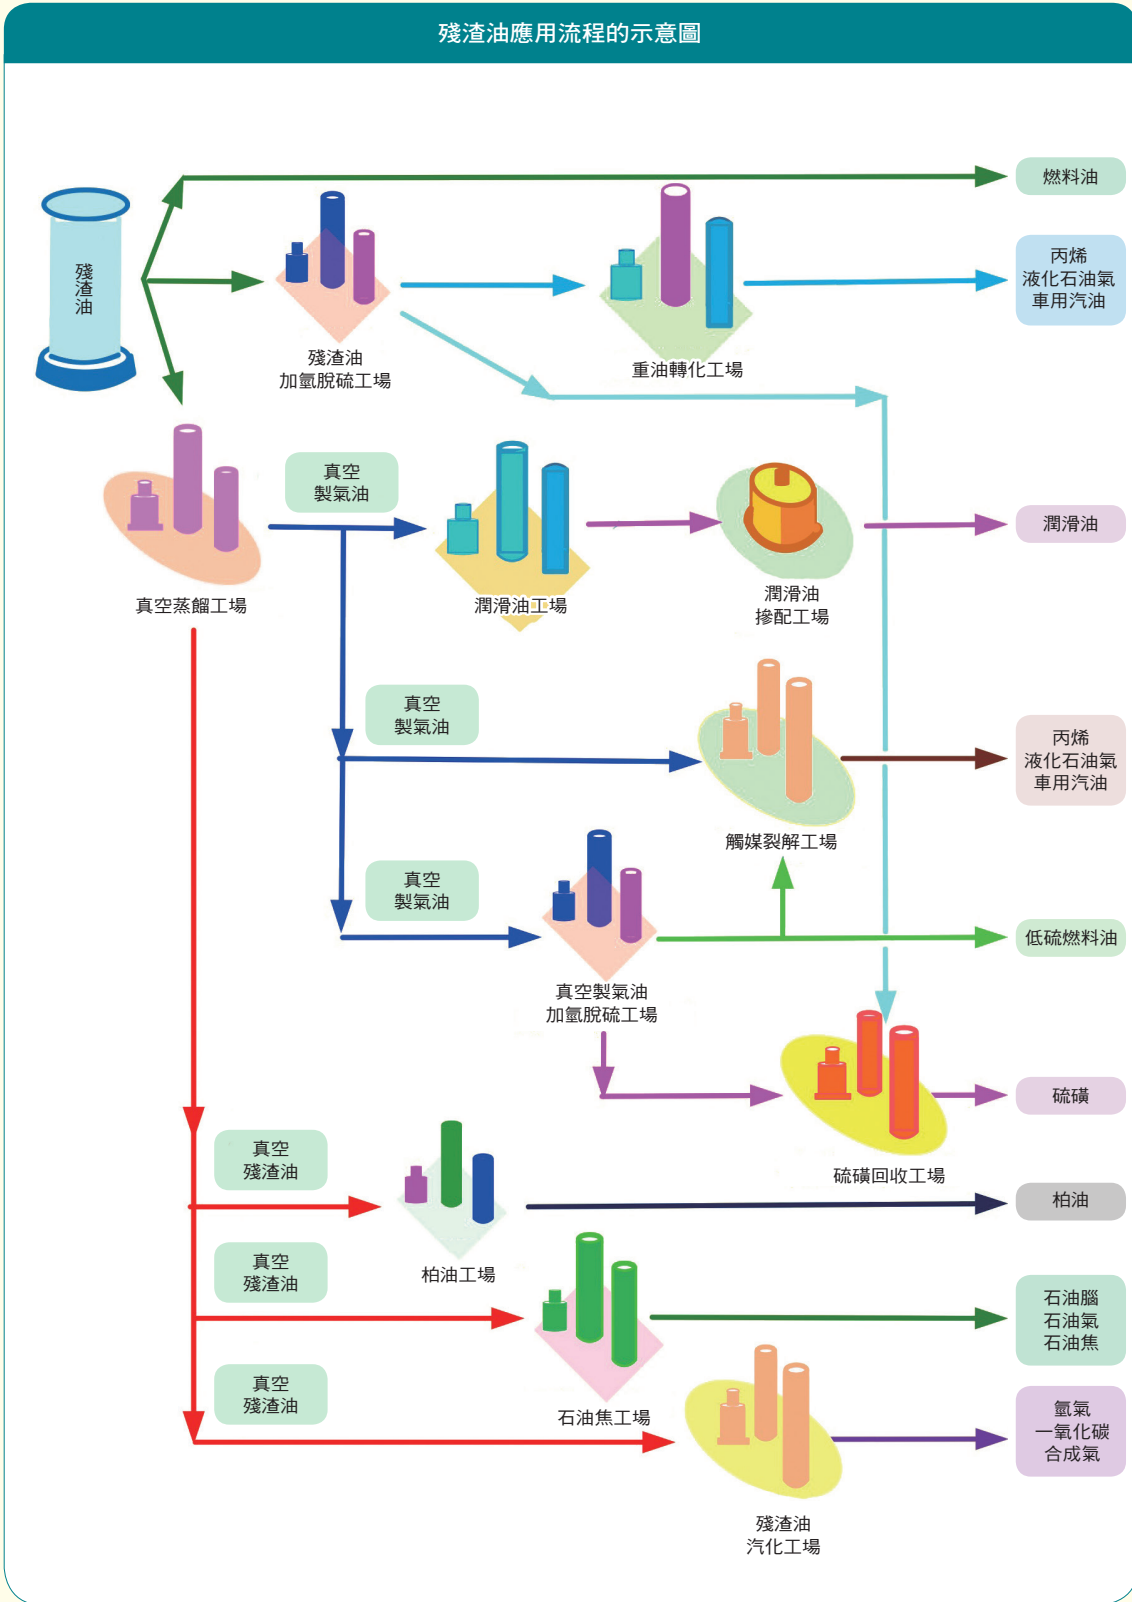 殘渣油應用流程的示意圖
殘渣油
燃料油
丙烯
液化石油氣
車用汽油
殘渣油
加氫脫硫工場
重油轉化工場
真空
製氣油
真空蒸餾工場
潤滑油工場
潤滑油
摻配工場
潤滑油
真空
製氣油
觸媒裂解工場
丙烯
液化石油氣
車用汽油
真空
製氣油
真空製氣油
加氫脫硫工場
低硫燃料油
硫磺回收工場
硫磺
真空
殘渣油
柏油工場
柏油
真空
殘渣油
石油焦工場
石油腦
石油氣
石油焦
真空
殘渣油
殘渣油
汽化工場
氫氣
一氧化碳
合成氣